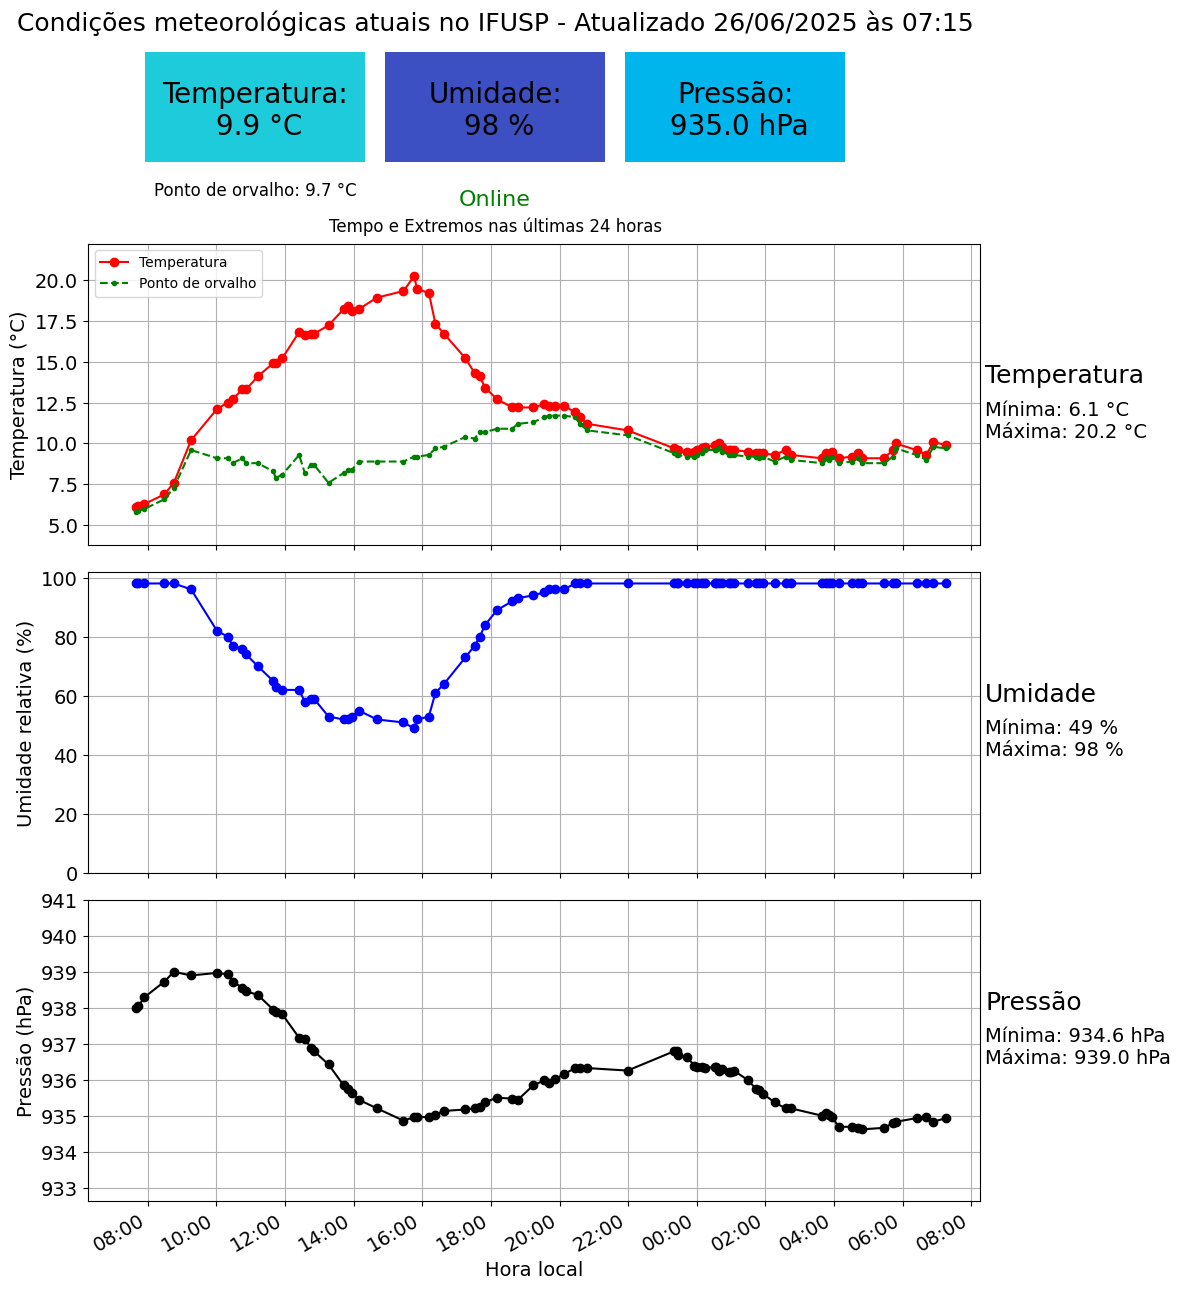 Condições meteorológicas atuais no IFUSP - Atualizado 26/06/2025 às 07:15
Temperatura:
9.9 °C
Umidade:
98 %
Pressão:
935.0 hPa
Ponto de orvalho: 9.7 °C
Online
Tempo e Extremos nas últimas 24 horas
Temperatura (°C)
20.0
17.5
15.0
12.5
10.0
7.5
5.0
Temperatura
Ponto de orvalho
Temperatura
Mínima: 6.1 °C
Máxima: 20.2 °C
Umidade relativa (%)
100
80
60
40
20
0
Umidade
Mínima: 49 %
Máxima: 98 %
Pressão (hPa)
941
940
939
938
937
936
935
934
933
Pressão
Mínima: 934.6 hPa
Máxima: 939.0 hPa
08:00
10:00
12:00
14:00
16:00
18:00
20:00
22:00
00:00
02:00
04:00
06:00
08:00
Hora local